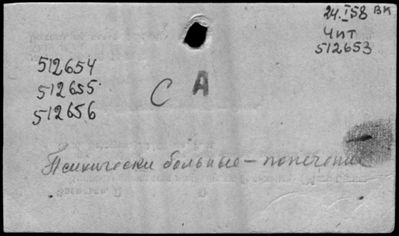 24.I 58 ВК
Чит
512653
512654
512655
512656
С А
Психически больные – попечение